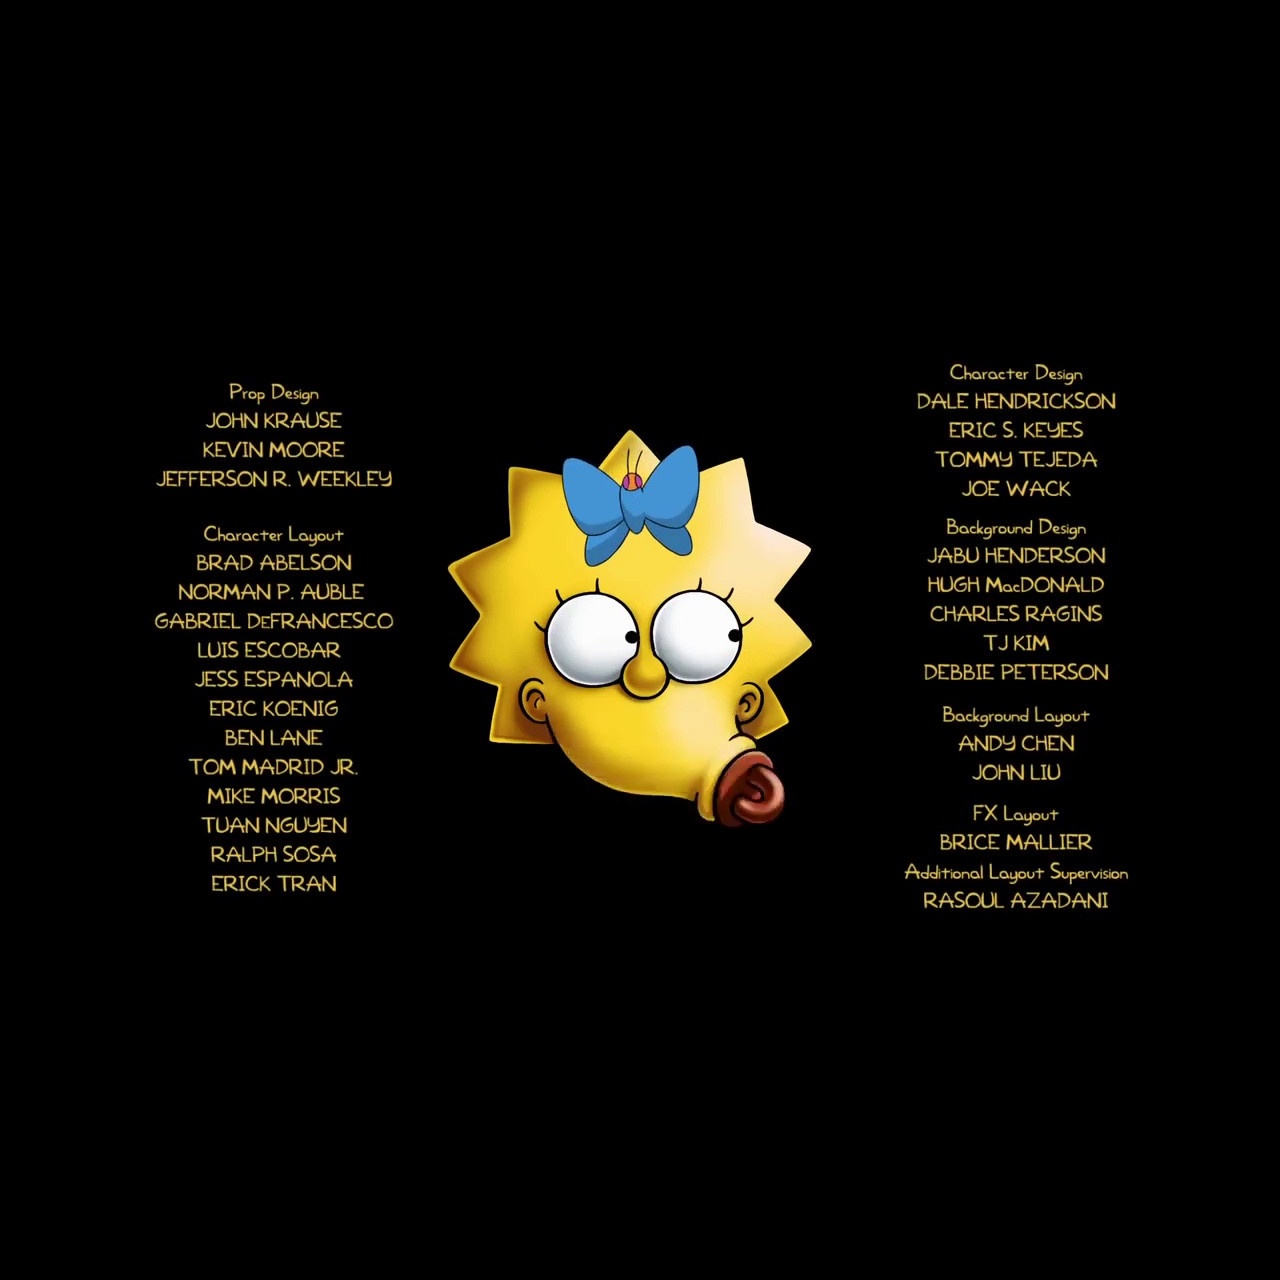 Prop Design
JOHN KRAUSE
KEVIN MOORE
JEFFERSON R. WEEKLEY
Character Layout
BRAD ABELSON
NORMAN P. AUBLE
GABRIEL DeFRANCESCO
LUIS ESCOBAR
JESS ESPANOLA
ERIC KOENIG
BEN LANE
TOM MADRID JR.
MIKE MORRIS
TUAN NGUYEN
RALPH SOSA
ERICK TRAN
Character Design
DALE HENDRICKSON
ERIC S. KEYES
TOMMY TEJEDA
JOE WACK
Background Design
JABU HENDERSON
HUGH MacDONALD
CHARLES RAGINS
TJ KIM
DEBBIE PETERSON
Background Layout
ANDY CHEN
JOHN LIU
FX Layout
BRICE MALLIER
Additional Layout Supervision
RASOUL AZADANI